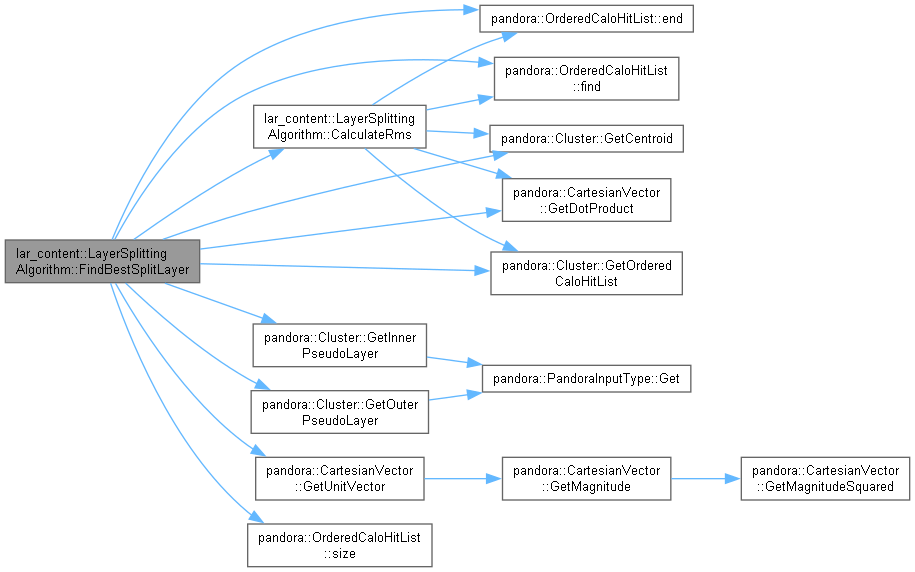 pandora::OrderedCaloHitList::end
pandora::OrderedCaloHitList
::find
lar_content::LayerSplitting
Algorithm::CalculateRms
pandora::Cluster::GetCentroid
pandora::CartesianVector
::GetDotProduct
lar_content::LayerSplitting
Algorithm::FindBestSplitLayer
pandora::Cluster::GetOrdered
CaloHitList
pandora::Cluster::GetInner
PseudoLayer
pandora::PandoraInputType::Get
pandora::Cluster::GetOuter
PseudoLayer
pandora::CartesianVector
::GetUnitVector
pandora::CartesianVector
::GetMagnitude
pandora::CartesianVector
::GetMagnitudeSquared
pandora::OrderedCaloHitList
::size